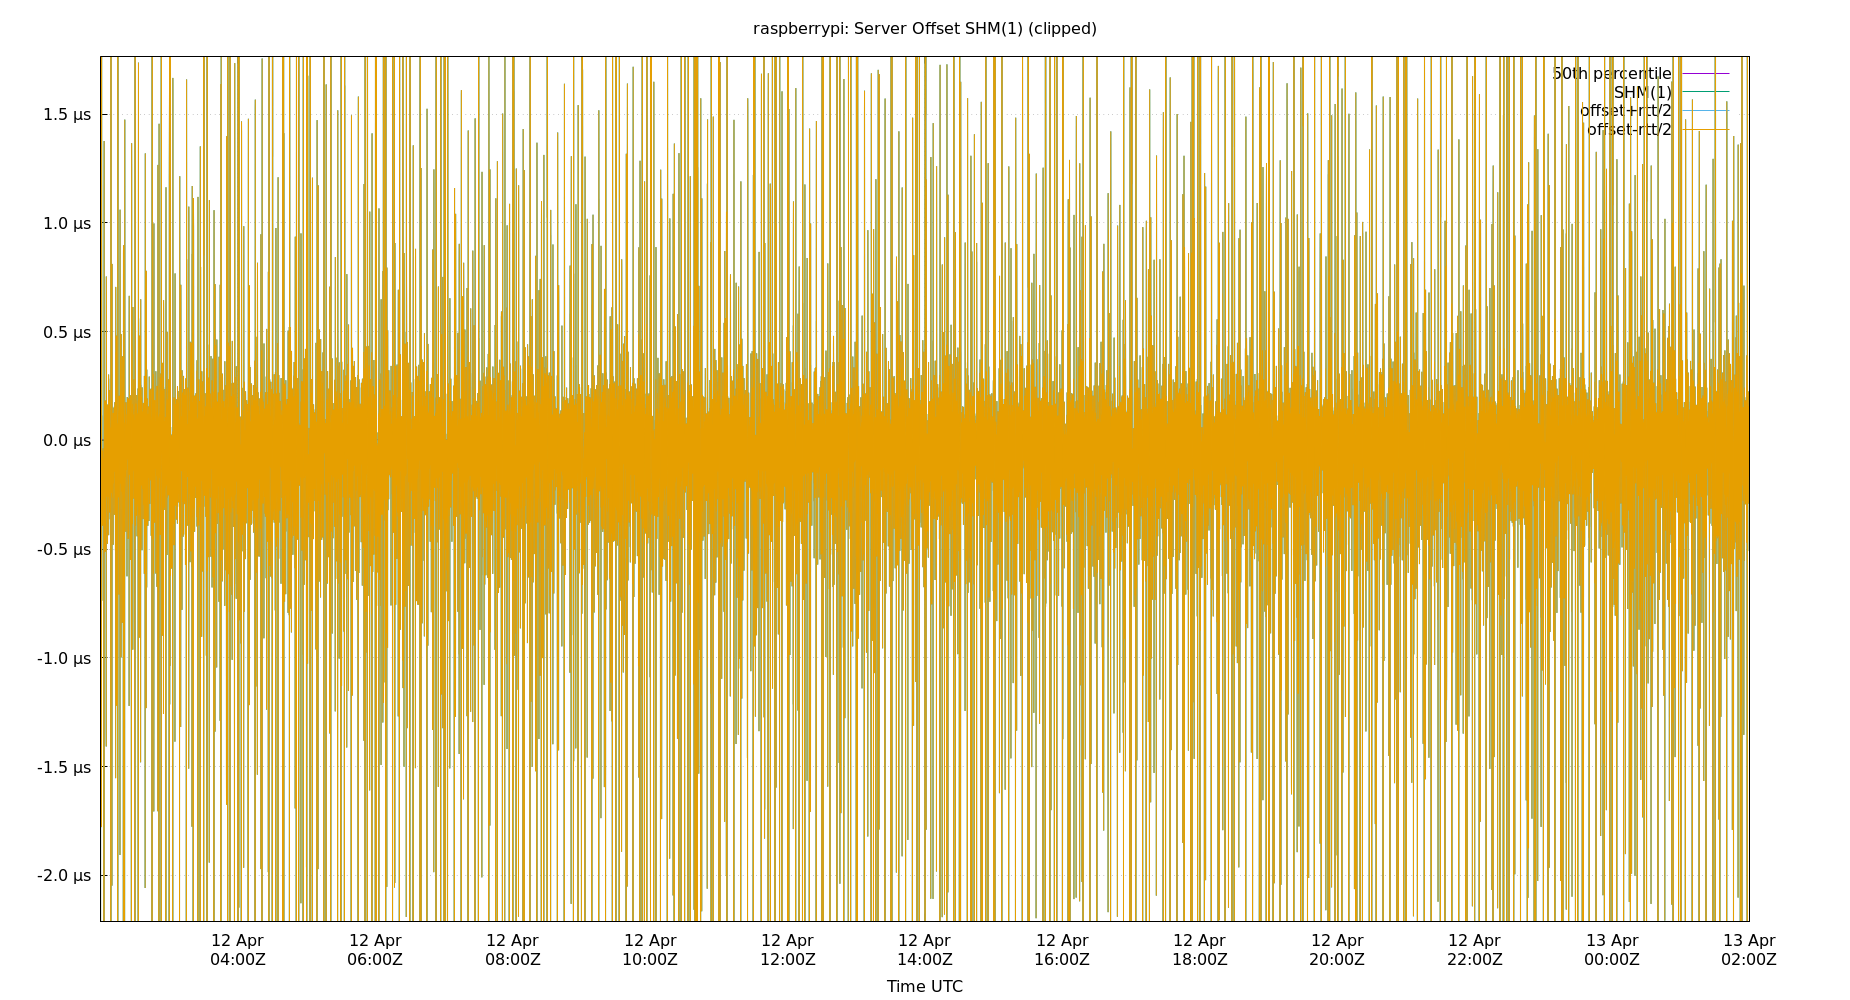 raspberrypi: Server Offset SHM(1) (clipped)
50th percentile
SHM(1)
offset+rtt/2
offset-rtt/2
1.5 µs
1.0 µs
0.5 µs
0.0 µs
-0.5 µs
-1.0 µs
-1.5 µs
-2.0 µs
12 Apr 12 Apr 12 Apr 12 Apr 12 Apr 12 Apr 12 Apr 12 Apr 12 Apr 12 Apr 13 Apr 13 Apr
04:00Z 06:00Z 08:00Z 10:00Z 12:00Z 14:00Z 16:00Z 18:00Z 20:00Z 22:00Z 00:00Z 02:00Z
Time UTC